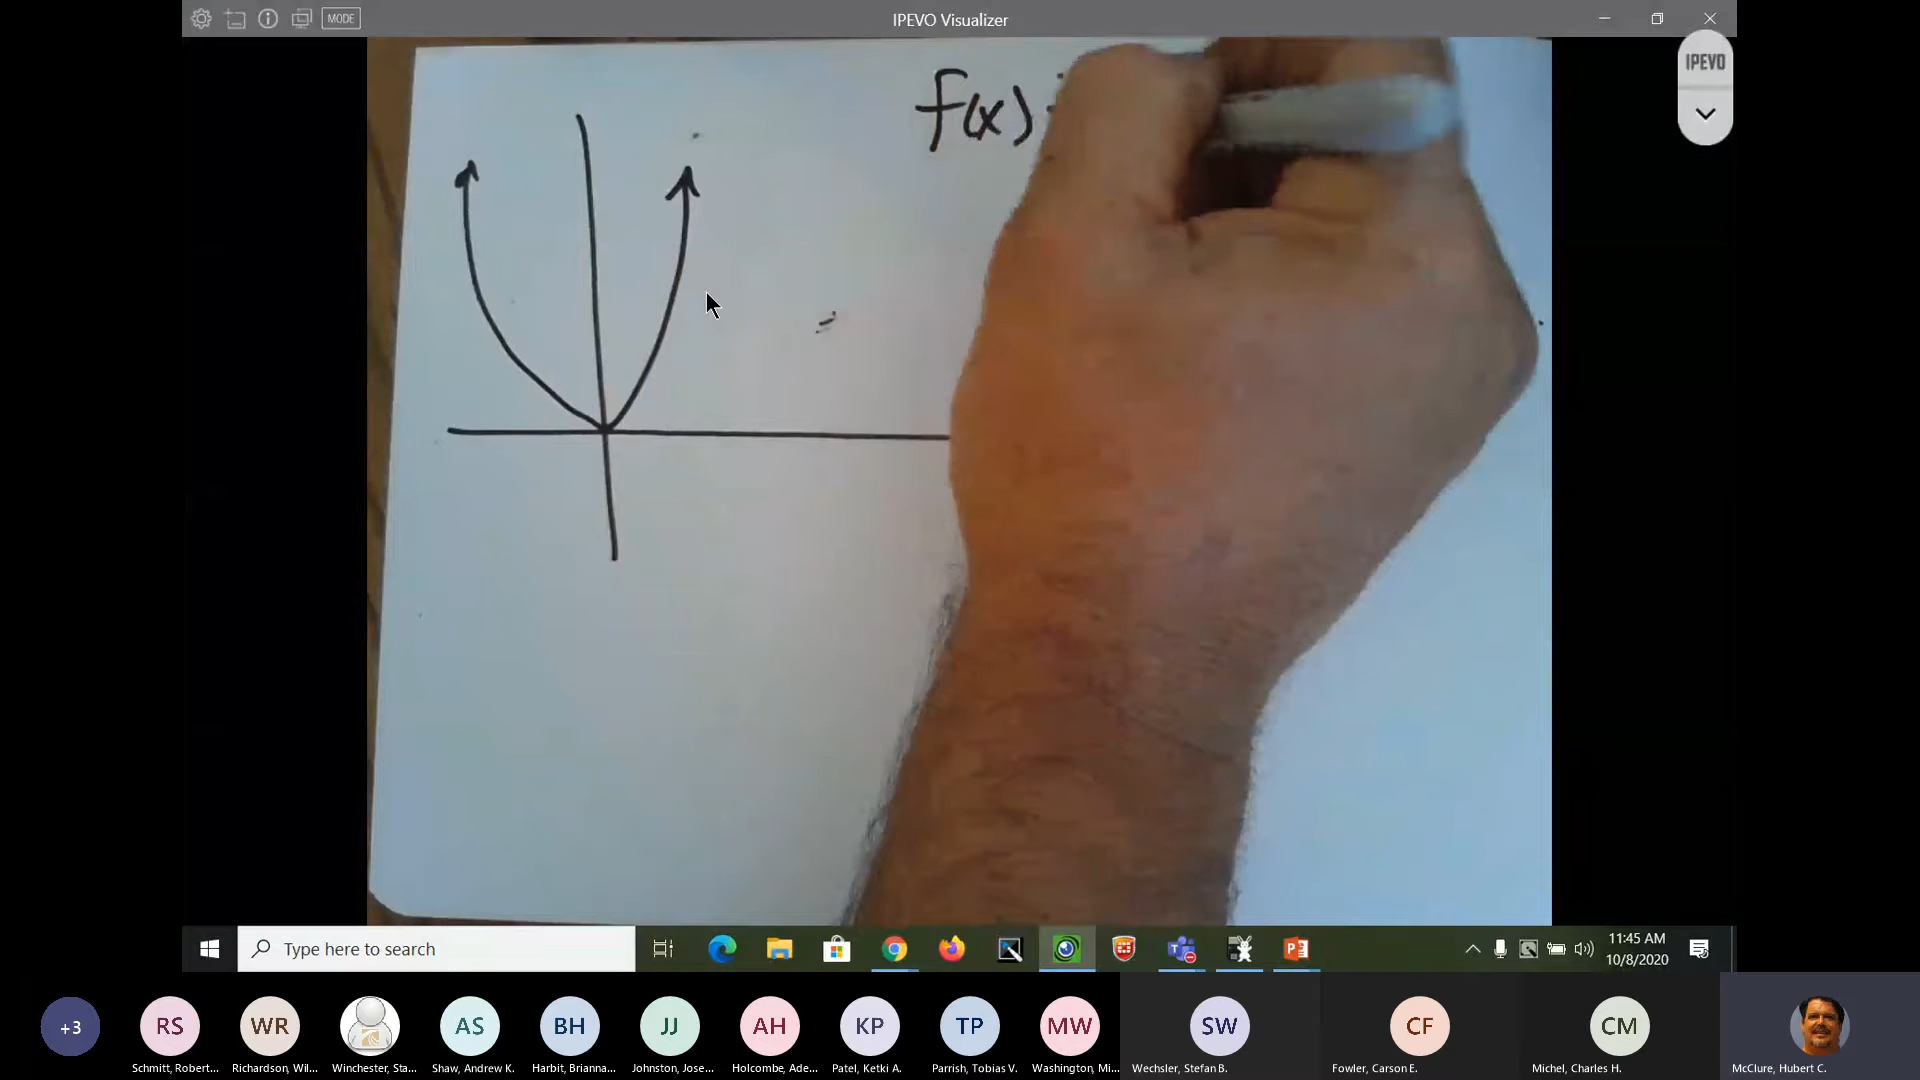 MODE
IPEVO Visualizer
IPEVO
f(x)
Type here to search
11:45 AM
10/8/2020
+3
RS
WR
AS
BH
JJ
AH
KP
TP
MW
SW
CF
CM
Schmitt, Robert...
Richardson, Wil...
Winchester, Sta...
Shaw, Andrew K.
Harbit, Brianna...
Johnston, Jose...
Holcombe, Ade...
Patel, Ketki A.
Parrish, Tobias V.
Washington, Mi...
Wechsler, Stefan B.
Fowler, Carson E.
Michel, Charles H.
McClure, Hubert C.